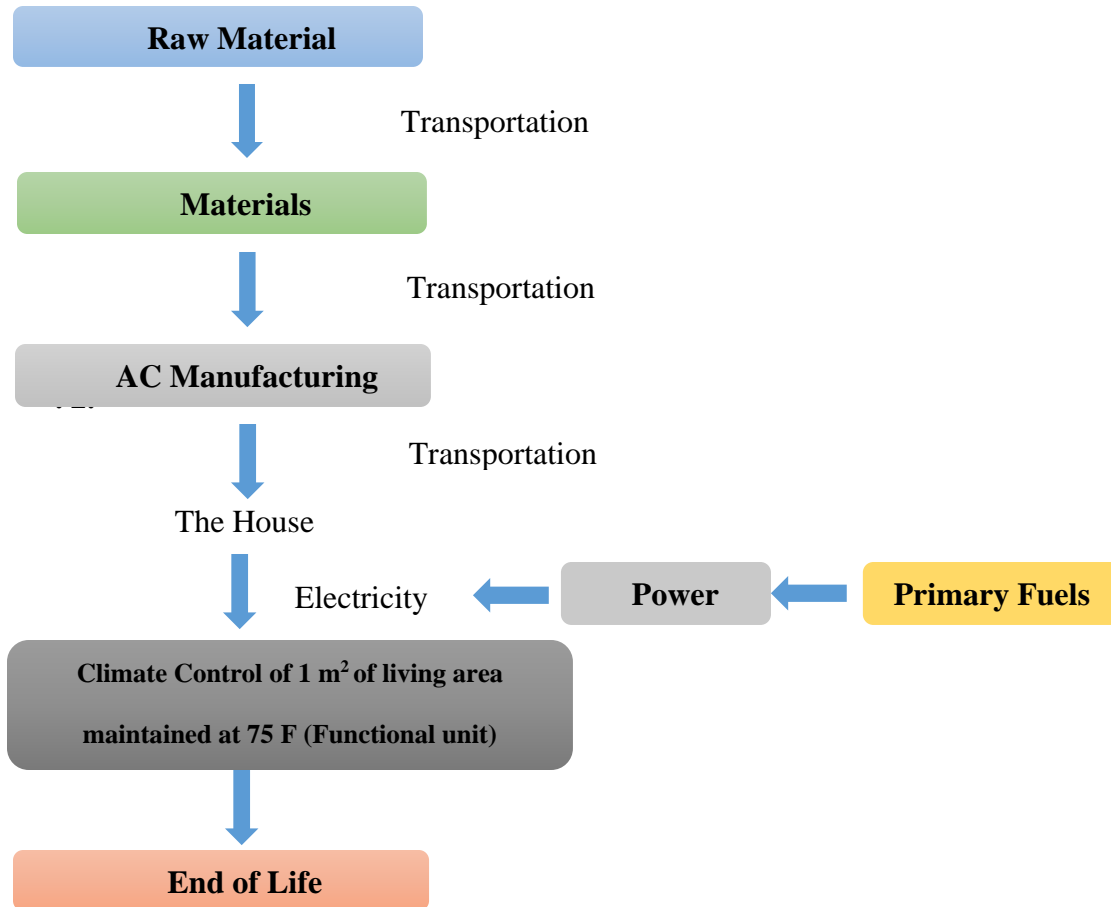 Raw Material
Transportation
Materials
Transportation
AC Manufacturing
Transportation
The House
Electricity
Power
Primary Fuels
Climate Control of 1 m² of living area
maintained at 75 F (Functional unit)
End of Life